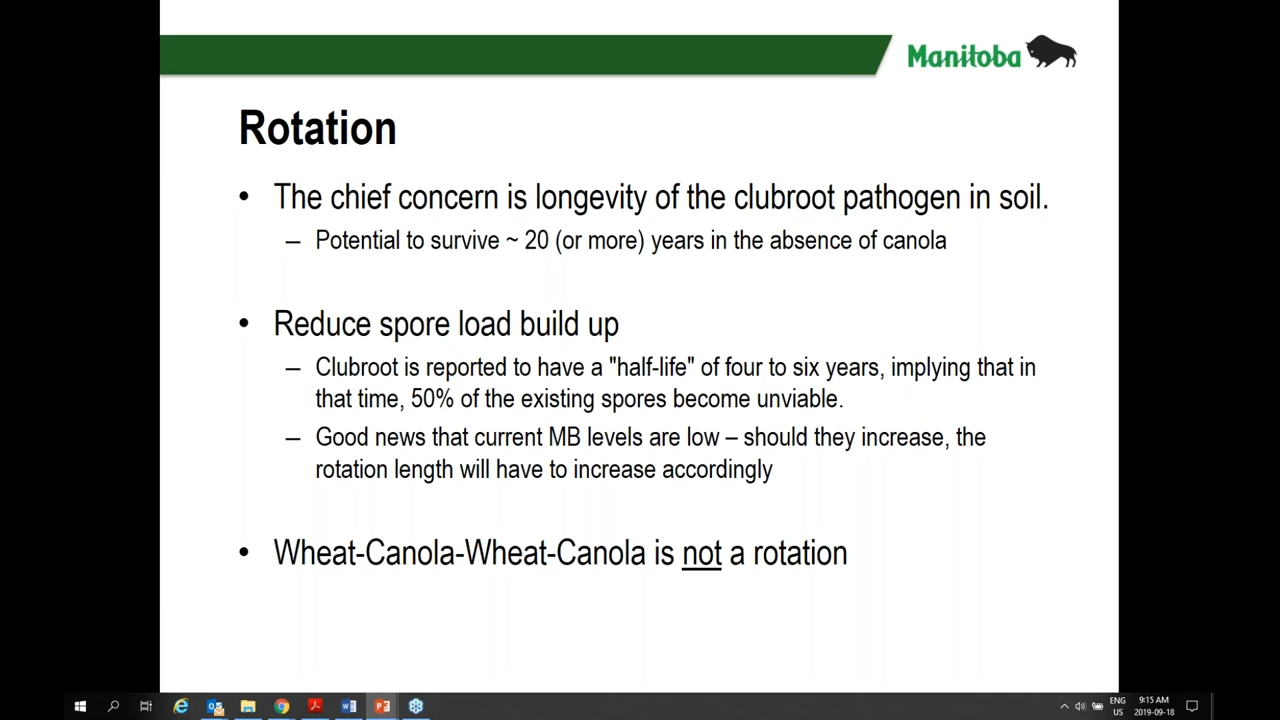 Manitoba
Rotation
• The chief concern is longevity of the clubroot pathogen in soil.
– Potential to survive ~ 20 (or more) years in the absence of canola
• Reduce spore load build up
– Clubroot is reported to have a "half-life" of four to six years, implying that in
that time, 50% of the existing spores become unviable.
– Good news that current MB levels are low – should they increase, the
rotation length will have to increase accordingly
• Wheat-Canola-Wheat-Canola is not a rotation
ENG
US
9:15 AM
2019-09-18